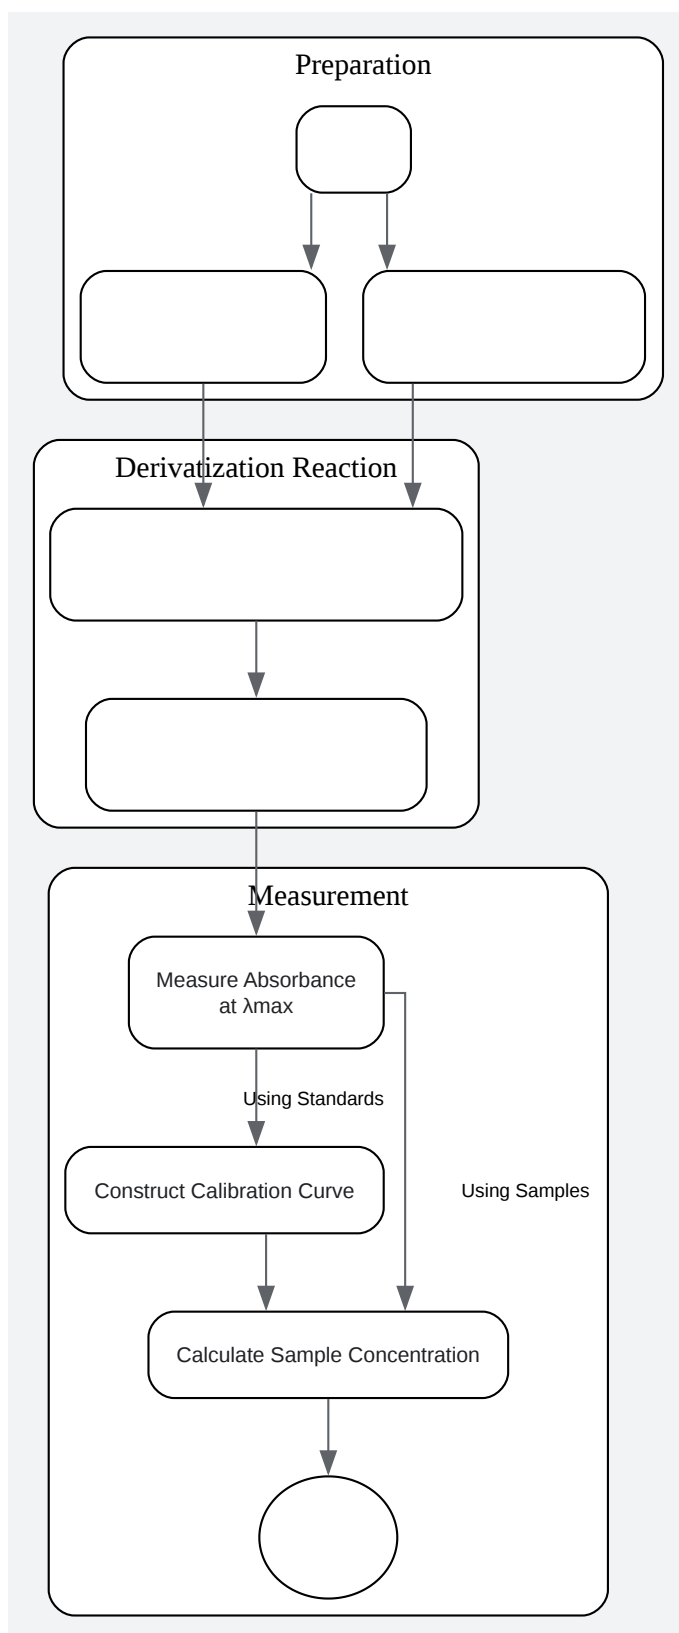 Preparation
Derivatization Reaction
Measurement
Measure Absorbance
at λmax
Using Standards
Construct Calibration Curve
Using Samples
Calculate Sample Concentration